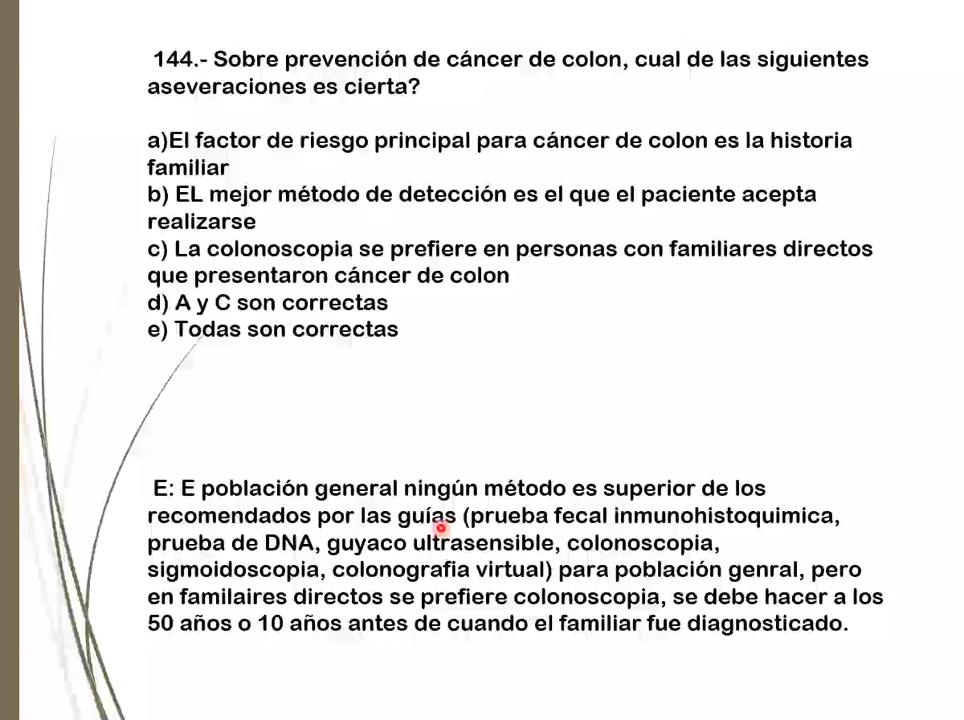 144.- Sobre prevención de cáncer de colon, cual de las siguientes
aseveraciones es cierta?
a)El factor de riesgo principal para cáncer de colon es la historia
familiar
b) EL mejor método de detección es el que el paciente acepta
realizarse
c) La colonoscopia se prefiere en personas con familiares directos
que presentaron cáncer de colon
d) A y C son correctas
e) Todas son correctas
E: E población general ningún método es superior de los
recomendados por las guías (prueba fecal inmunohistoquimica,
prueba de DNA, guyaco ultrasensible, colonoscopia,
sigmoidoscopia, colonografia virtual) para población genral, pero
en familaires directos se prefiere colonoscopia, se debe hacer a los
50 años o 10 años antes de cuando el familiar fue diagnosticado.